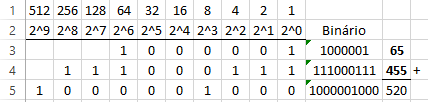 1 512 256 128 64 32 16 8 4 2 1
2 2^9 2^8 2^7 2^6 2^5 2^4 2^3 2^2 2^1 2^0 Binário
3 1 0 0 0 0 0 1 1000001 65
4 1 1 1 0 0 0 1 1 1 111000111 455 +
5 1 0 0 0 0 0 1 0 0 0 1000001000 520